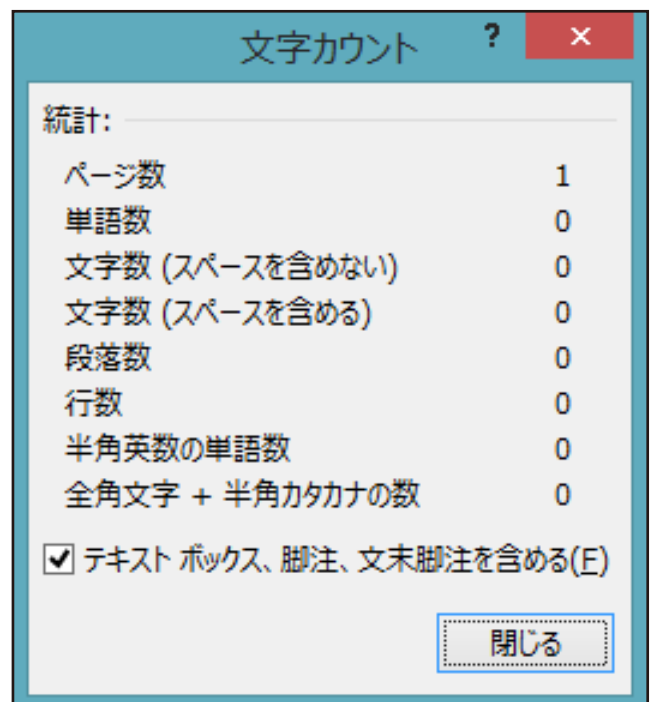 文字カウント ? ×
統計:
ページ数 1
単語数 0
文字数 (スペースを含めない) 0
文字数 (スペースを含める) 0
段落数 0
行数 0
半角英数の単語数 0
全角文字 + 半角カタカナの数 0
テキスト ボックス、脚注、文末脚注を含める(F)
閉じる